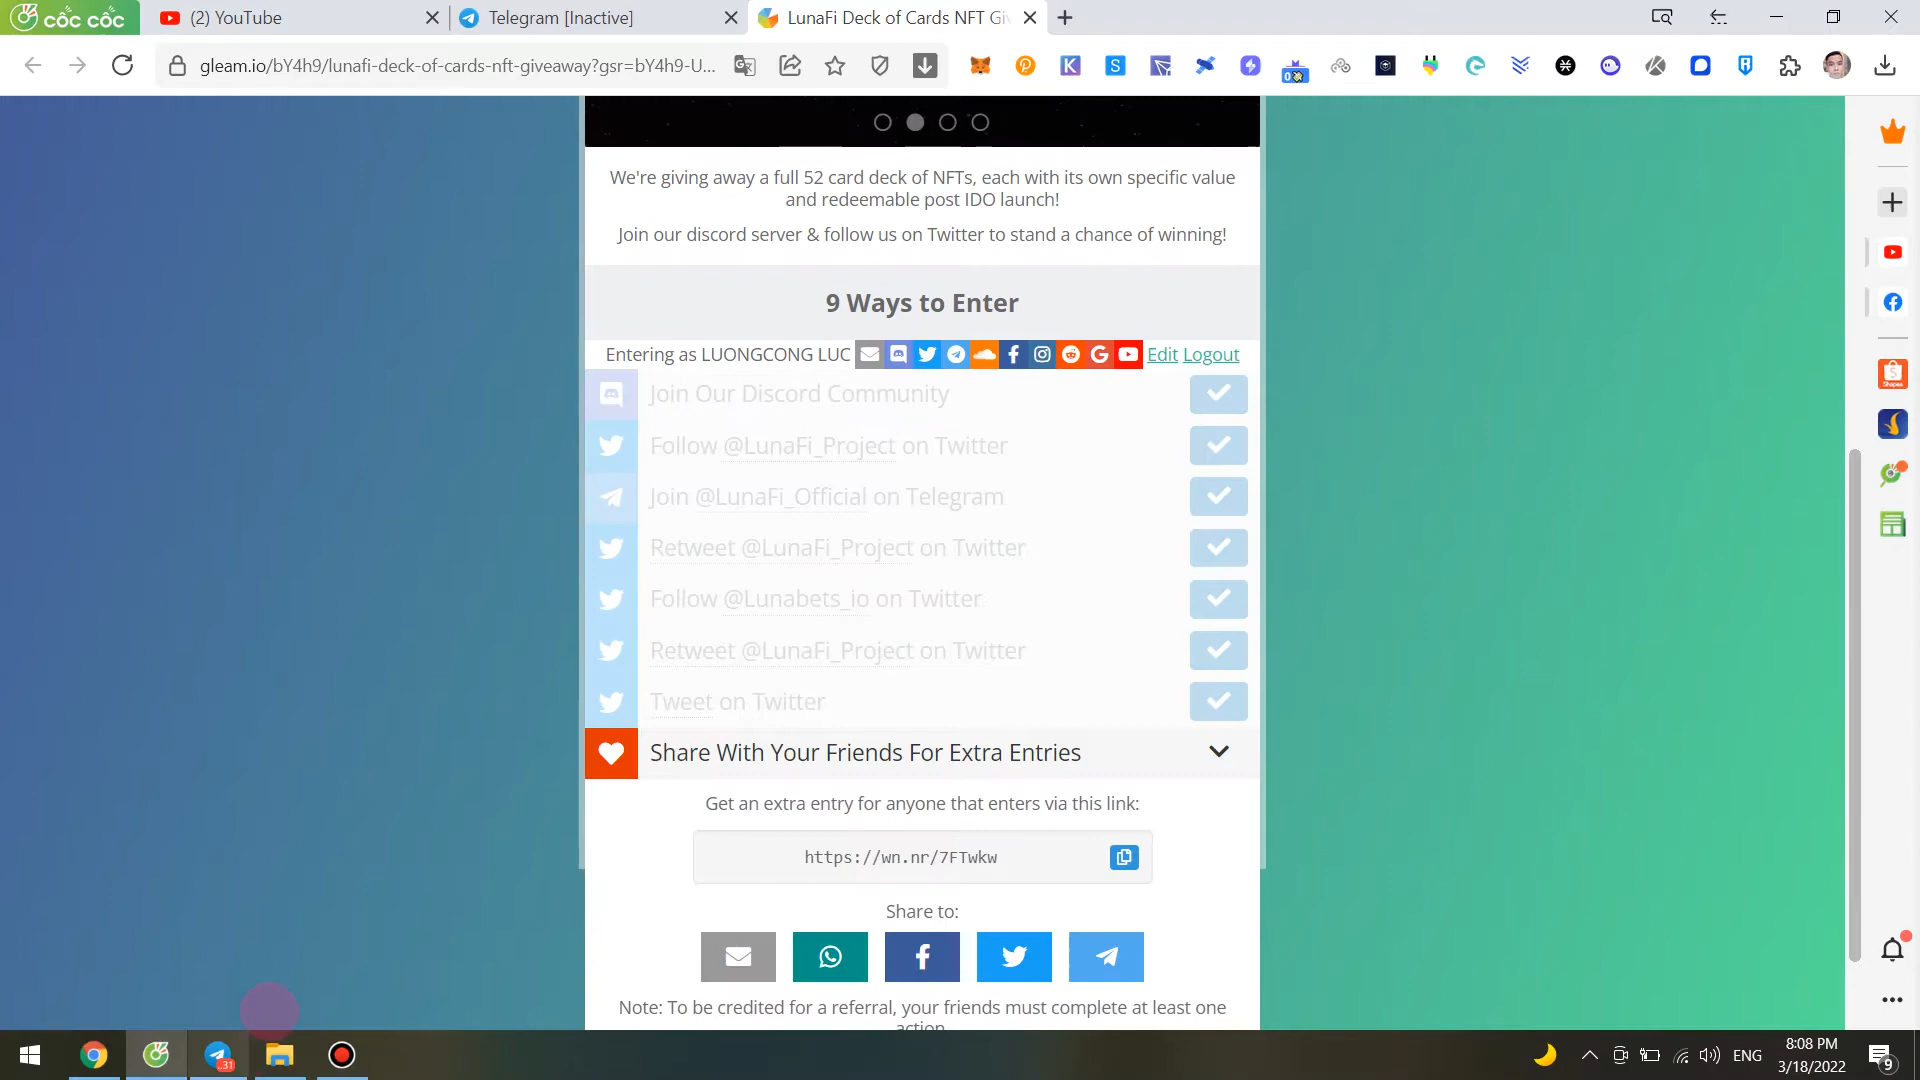 cốc cốc
(2) YouTube
Telegram [Inactive]
LunaFi Deck of Cards NFT Gi
gleam.io/bY4h9/lunafi-deck-of-cards-nft-giveaway?gsr=bY4h9-U...
We're giving away a full 52 card deck of NFTs, each with its own specific value
and redeemable post IDO launch!
Join our discord server & follow us on Twitter to stand a chance of winning!
9 Ways to Enter
Entering as LUONGCONG LUC Edit Logout
Join Our Discord Community
Follow @LunaFi_Project on Twitter
Join @LunaFi_Official on Telegram
Retweet @LunaFi_Project on Twitter
Follow @Lunabets_io on Twitter
Retweet @LunaFi_Project on Twitter
Tweet on Twitter
Share With Your Friends For Extra Entries
Get an extra entry for anyone that enters via this link:
https://wn.nr/7FTwkw
Share to:
Note: To be credited for a referral, your friends must complete at least one
action
31
ENG
8:08 PM
3/18/2022
9